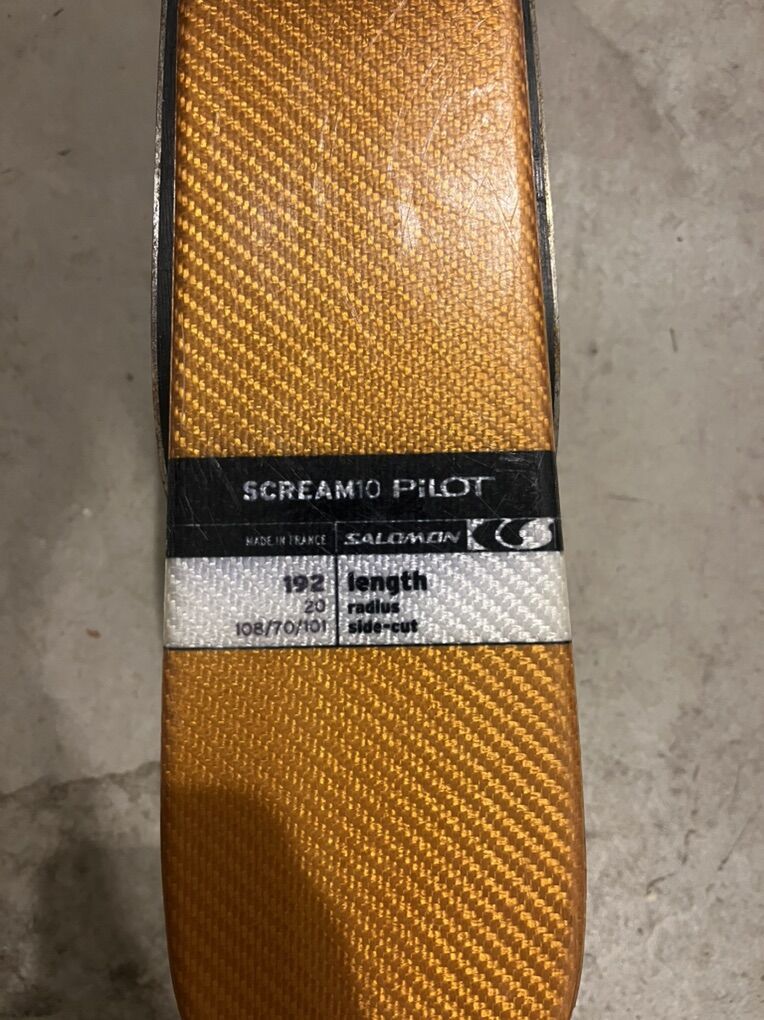 SCREAM10 PILOT
MADE IN FRANCE SALOMON
192 length
20 radius
108/70/101 side-cut